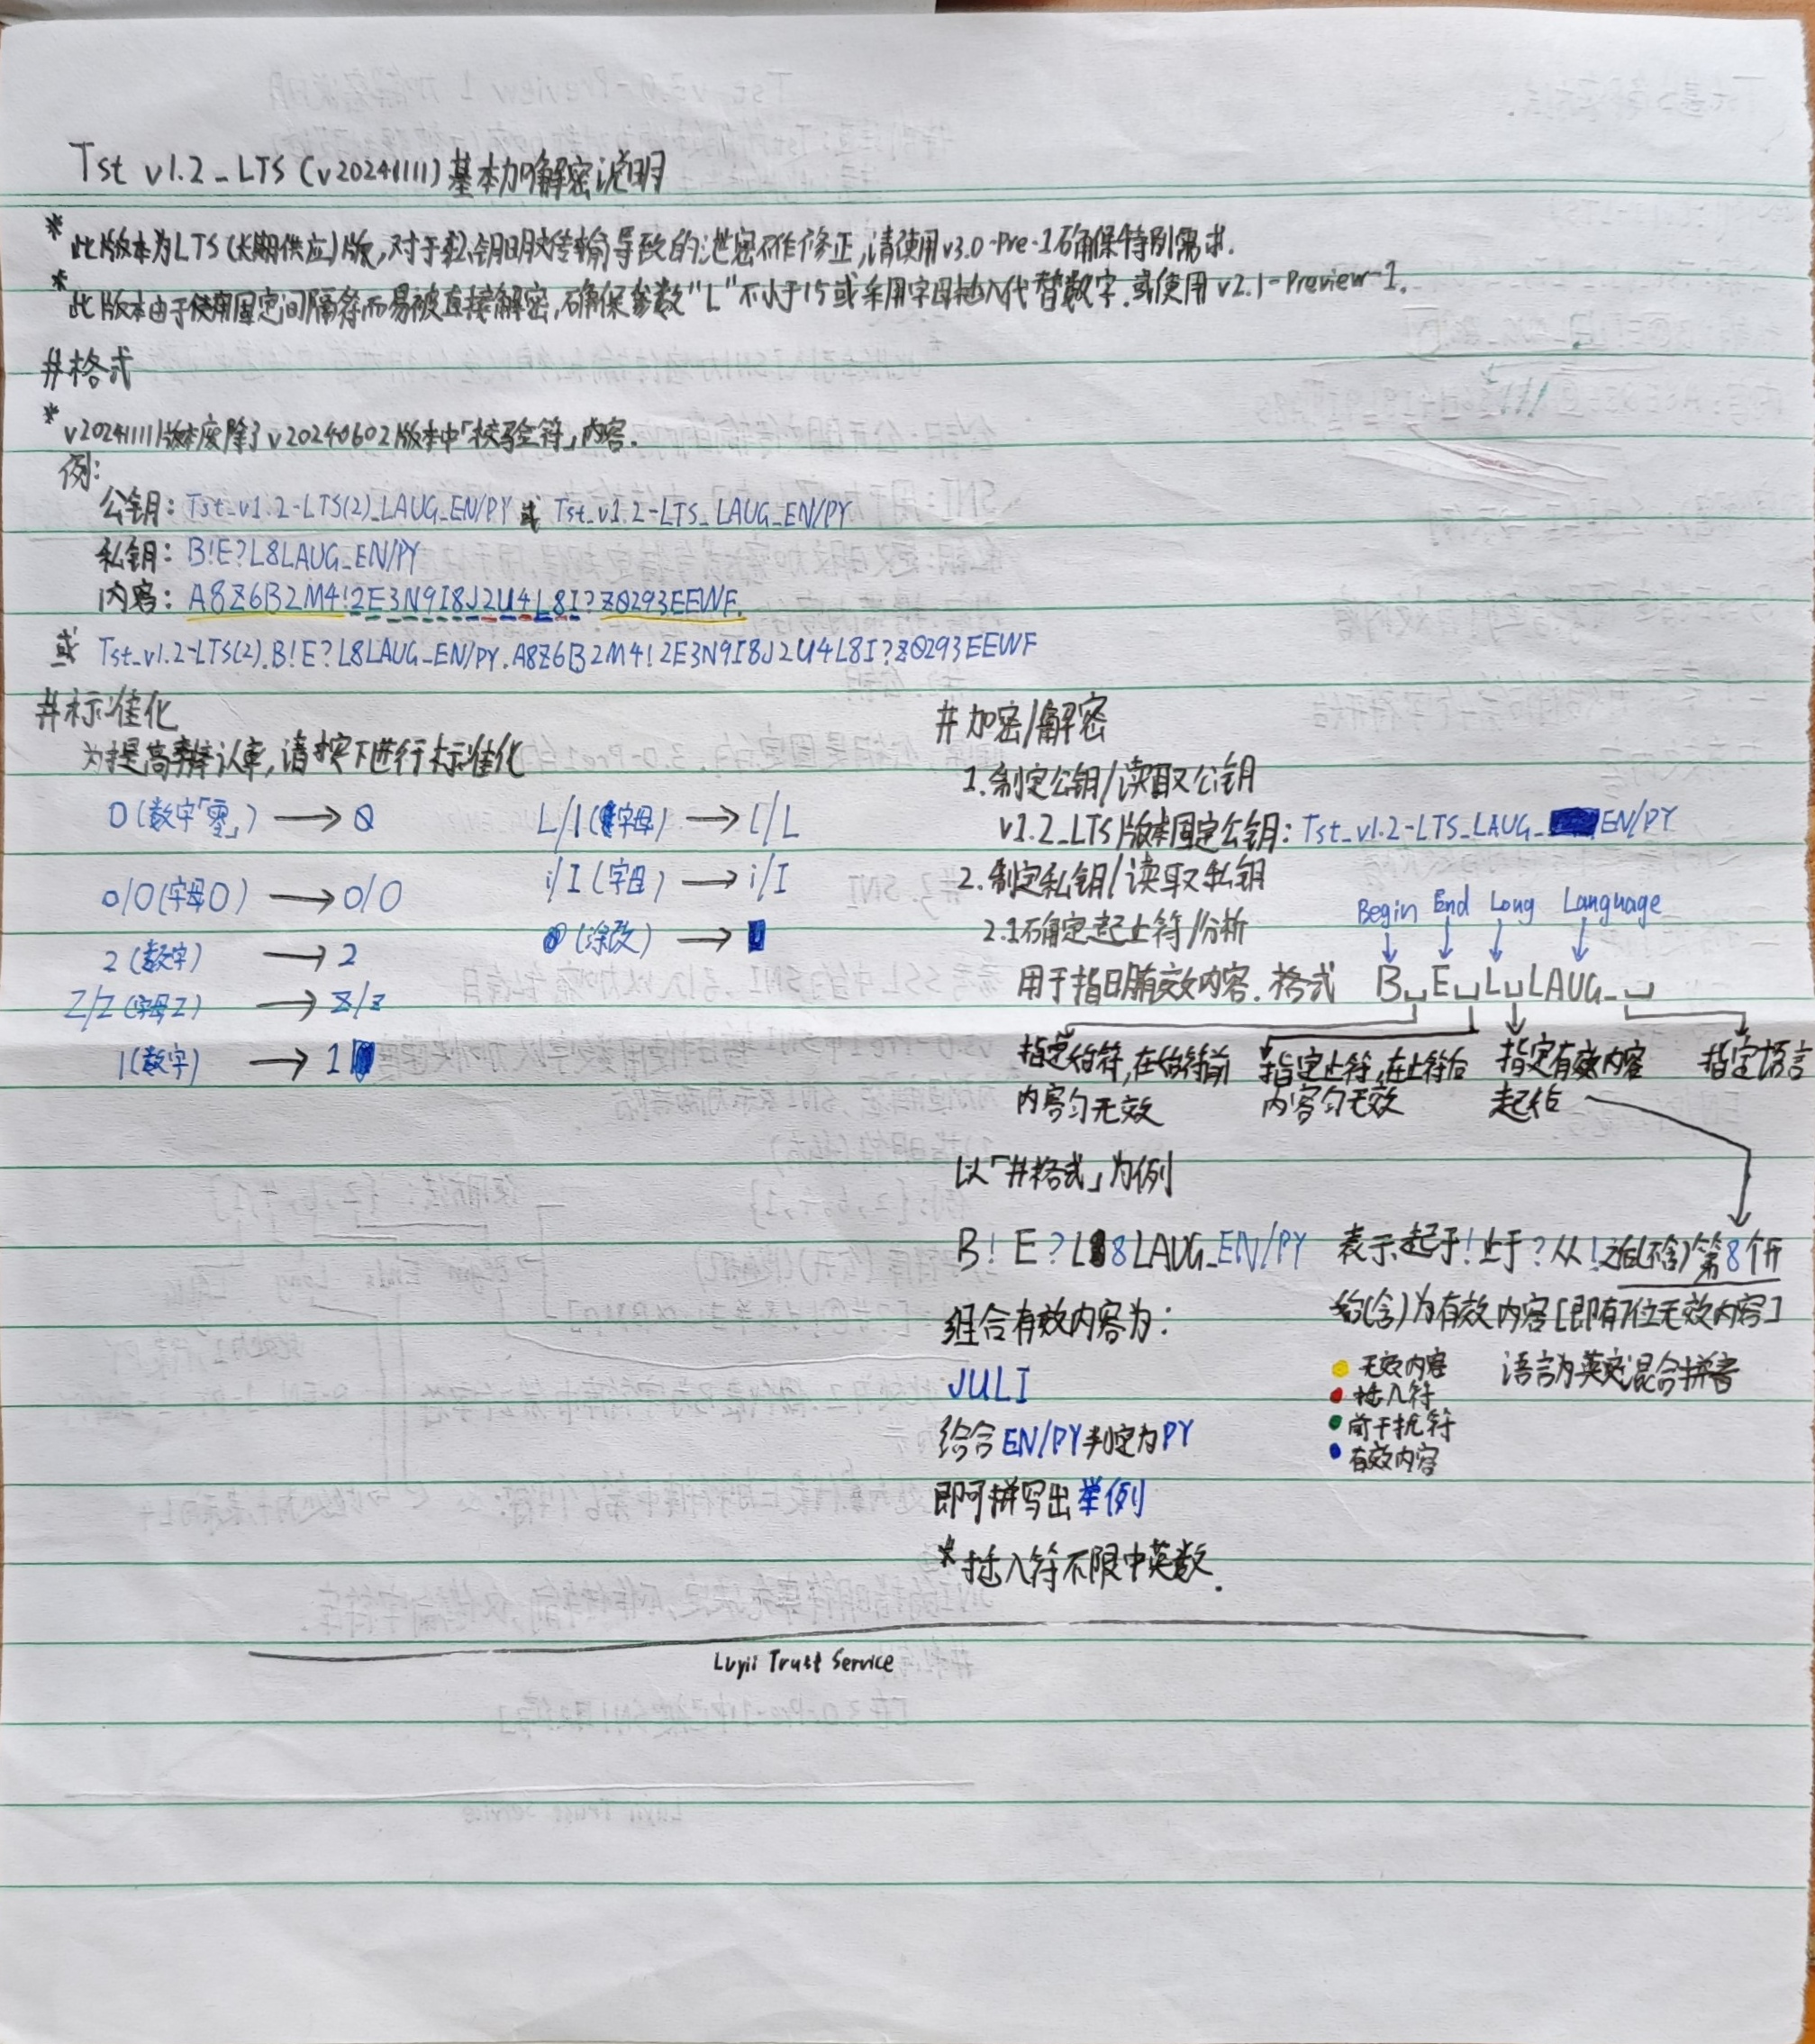 Tst v1.2_LTS (v20241111) 基本加解密说明
* 此版本为LTS(长期供应)版,对于私钥明文传输导致的泄密不作修正,请使用v3.0-Pre-1确保特别需求.
* 此版本由于使用固定间隔符而易被直接解密,确保参数"L"不小于15或采用字母插入代替数字.或使用v2.1-Preview-1.
#格式
* v20241111版本废除了v20240602版本中「校验符」内容.
例:
公钥: Tst_v1.2-LTS(2)_LAUG_EN/PY 或 Tst_v1.2-LTS_LAUG_EN/PY
私钥: B!E?L8LAUG_EN/PY
内容: A8Z6B2M4!2E3N9I8J2U4L8I?Z0293EEWF.
或 Tst_v1.2-LTS(2).B!E?L8LAUG_EN/PY.A8Z6B2M4!2E3N9I8J2U4L8I?Z0293EEWF
#标准化
为提高辨认率,请按下进行标准化
0(数字「零」) → 0
o/O(字母O) → o/O
2(数字) → 2
Z/z(字母Z) → Z/z
1(数字) → 1
L/l(字母) → l/L
i/I(字母) → i/I
(涂改) →
#加密/解密
1.制定公钥/读取公钥
v1.2_LTS版本固定公钥: Tst_v1.2-LTS_LAUG_EN/PY
2.制定私钥/读取私钥
2.1确定起止符/分析
Begin End Long Language
用于指明有效内容.格式 B␣E␣L␣LAUG_␣
指定始符,在始符前内容匀无效
指定止符,在止符后内容匀无效
指定有效内容起始
指定语言
以「#格式」为例
B!E?L8LAUG_EN/PY 表示起于!止于?从!之后(不含)第8个开
始(含)为有效内容[即有7位无效内容]
语言为英文混合拼音
组合有效内容为:
JULI
结合EN/PY判定为PY
即可拼写出举例
*插入符不限中英数.
无效内容
插入符
前干扰符
有效内容
Luyii Trust Service